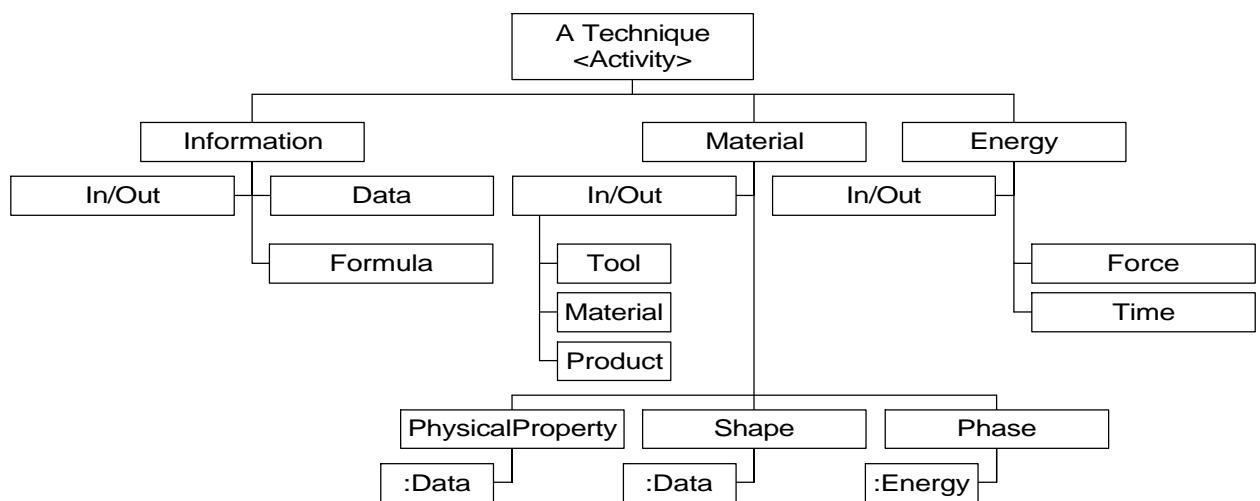 A Technique
<Activity>
Information
Material
Energy
In/Out
Data
In/Out
In/Out
Formula
Tool
Force
Material
Time
Product
PhysicalProperty
Shape
Phase
:Data
:Data
:Energy